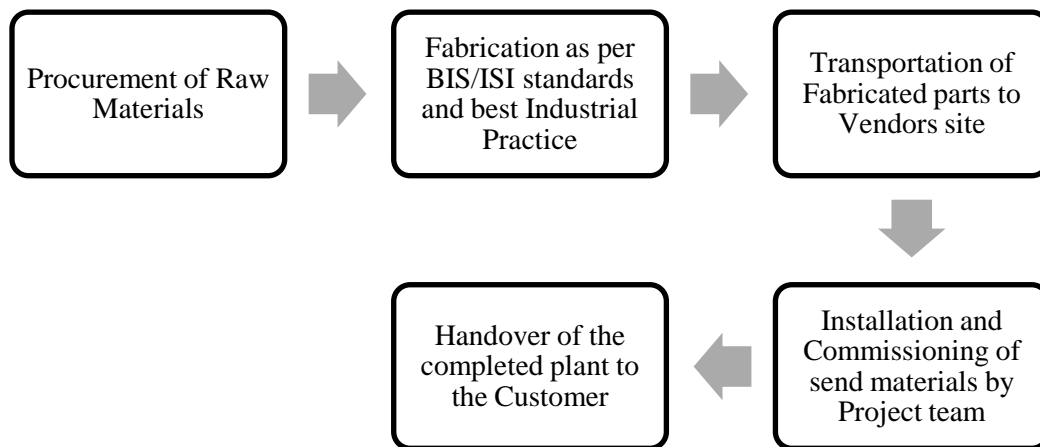 Procurement of Raw
Materials
Fabrication as per
BIS/ISI standards
and best Industrial
Practice
Transportation of
Fabricated parts to
Vendors site
Installation and
Commissioning of
send materials by
Project team
Handover of the
completed plant to
the Customer